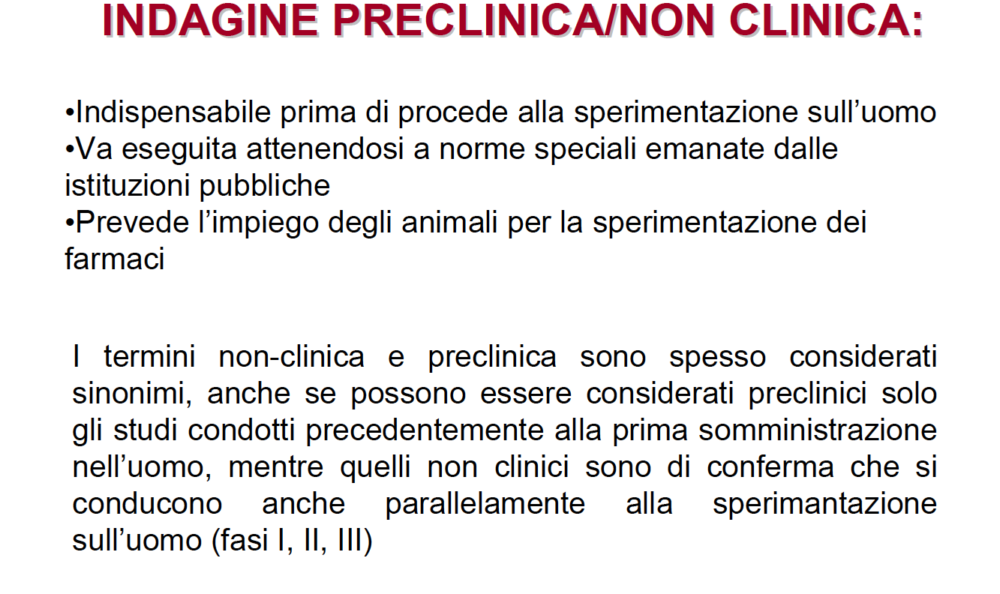 INDAGINE PRECLINICA/NON CLINICA:
•Indispensabile prima di procede alla sperimentazione sull’uomo
•Va eseguita attenendosi a norme speciali emanate dalle
istituzioni pubbliche
•Prevede l’impiego degli animali per la sperimentazione dei
farmaci
I termini non-clinica e preclinica sono spesso considerati
sinonimi, anche se possono essere considerati preclinici solo
gli studi condotti precedentemente alla prima somministrazione
nell’uomo, mentre quelli non clinici sono di conferma che si
conducono anche parallelamente alla sperimantazione
sull’uomo (fasi I, II, III)